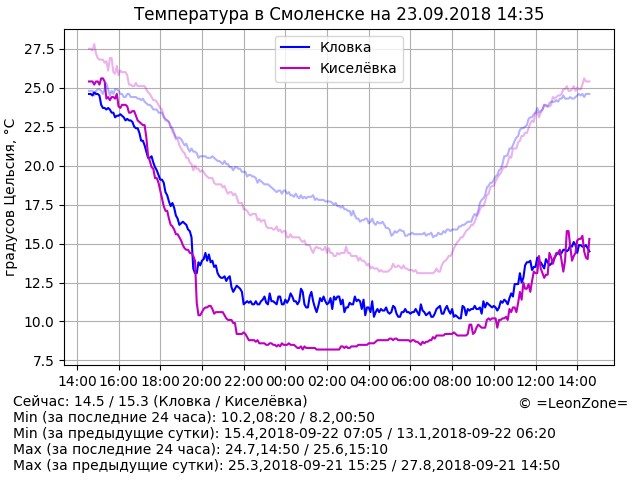 Температура в Смоленске на 23.09.2018 14:35
Кловка
Киселёвка
градусов Цельсия, °C
27.5
25.0
22.5
20.0
17.5
15.0
12.5
10.0
7.5
14:00 16:00 18:00 20:00 22:00 00:00 02:00 04:00 06:00 08:00 10:00 12:00 14:00
Сейчас: 14.5 / 15.3 (Кловка / Киселёвка)
© =LeonZone=
Min (за последние 24 часа): 10.2,08:20 / 8.2,00:50
Min (за предыдущие сутки): 15.4,2018-09-22 07:05 / 13.1,2018-09-22 06:20
Max (за последние 24 часа): 24.7,14:50 / 25.6,15:10
Max (за предыдущие сутки): 25.3,2018-09-21 15:25 / 27.8,2018-09-21 14:50